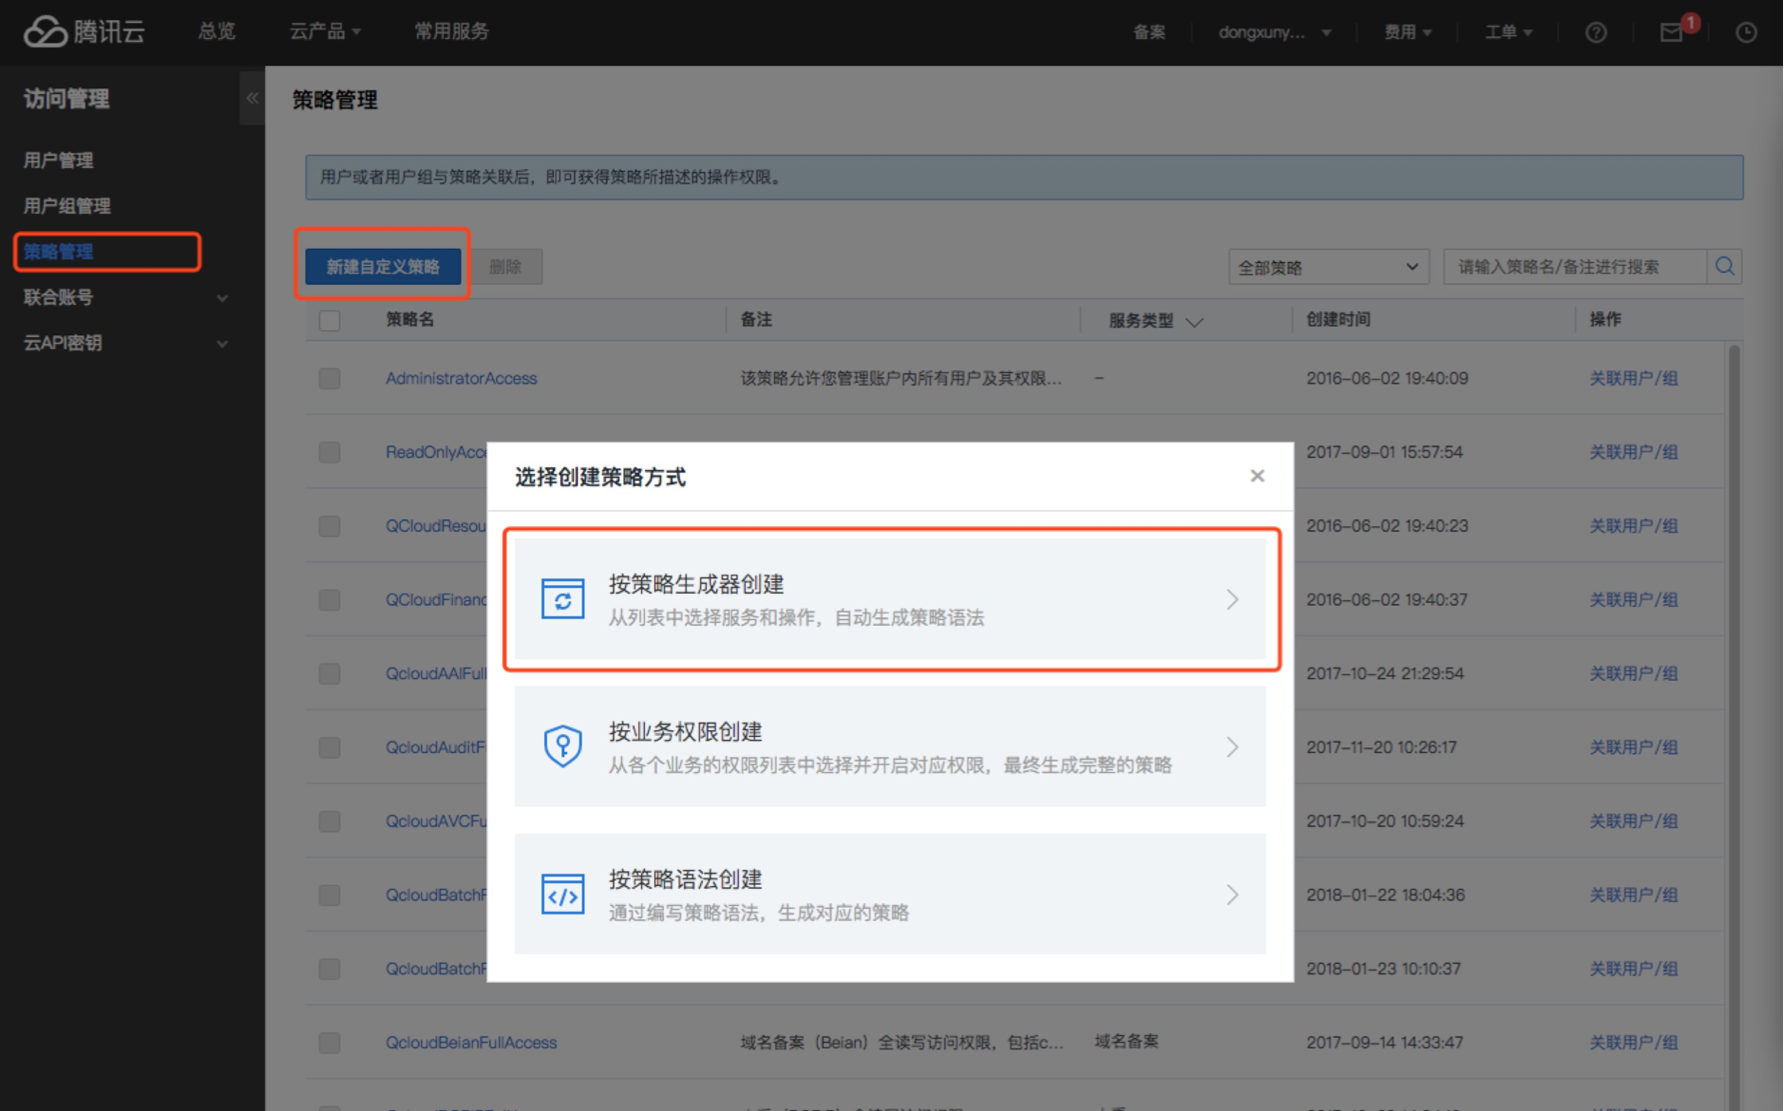 腾讯云 总览 云产品 常用服务 备案 dongxuny... 费用 工单 1
访问管理
用户管理
用户组管理
策略管理
联合账号
云API密钥
策略管理
用户或者用户组与策略关联后，即可获得策略所描述的操作权限。
新建自定义策略 删除 全部策略 请输入策略名/备注进行搜索
策略名 备注 服务类型 创建时间 操作
AdministratorAccess 该策略允许您管理账户内所有用户及其权限... – 2016-06-02 19:40:09 关联用户/组
ReadOnlyAcce 2017-09-01 15:57:54 关联用户/组
QCloudResou 2016-06-02 19:40:23 关联用户/组
QCloudFinanc 2016-06-02 19:40:37 关联用户/组
QcloudAAIFull 2017-10-24 21:29:54 关联用户/组
QcloudAuditF 2017-11-20 10:26:17 关联用户/组
QcloudAVCFu 2017-10-20 10:59:24 关联用户/组
QcloudBatchF 2018-01-22 18:04:36 关联用户/组
QcloudBatchF 2018-01-23 10:10:37 关联用户/组
QcloudBeianFullAccess 域名备案（Beian）全读写访问权限，包括c... 域名备案 2017-09-14 14:33:47 关联用户/组
选择创建策略方式
按策略生成器创建
从列表中选择服务和操作，自动生成策略语法
按业务权限创建
从各个业务的权限列表中选择并开启对应权限，最终生成完整的策略
按策略语法创建
通过编写策略语法，生成对应的策略